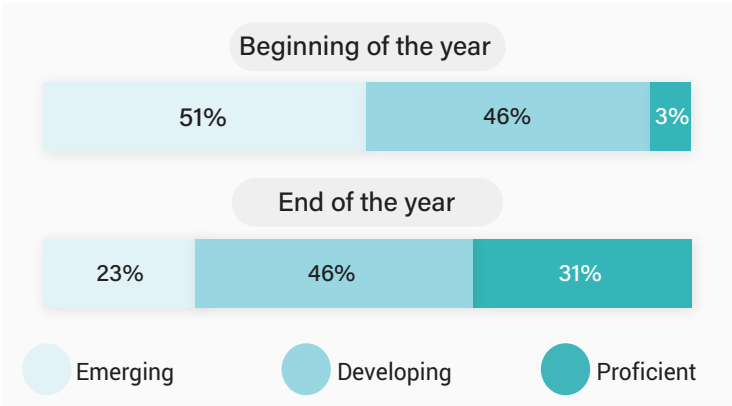 Beginning of the year
51% 46% 3%
End of the year
23% 46% 31%
Emerging Developing Proficient